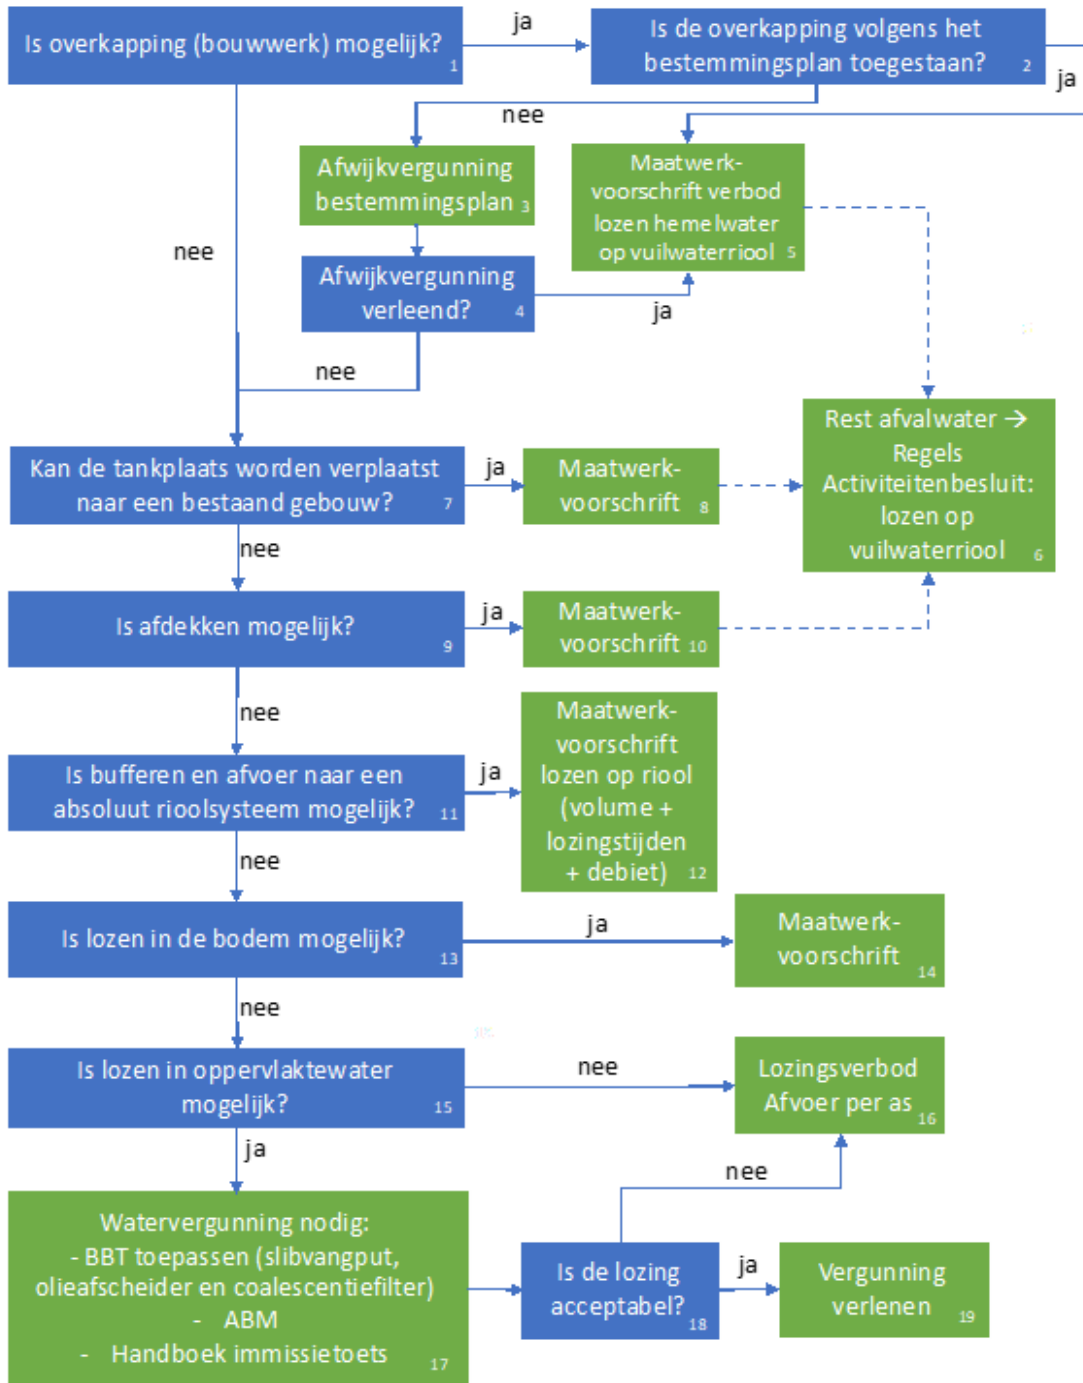 Is overkapping (bouwwerk) mogelijk?
1
ja
Is de overkapping volgens het
bestemmingsplan toegestaan?
2
ja
nee
nee
Afwijkvergunning
bestemmingsplan
3
Maatwerk-
voorschrift verbod
lozen hemelwater
op vuilwaterriool
5
Afwijkvergunning
verleend?
4
ja
nee
Rest afvalwater →
Regels
Activiteitenbesluit:
lozen op
vuilwaterriool
6
Kan de tankplaats worden verplaatst
naar een bestaand gebouw?
7
ja
Maatwerk-
voorschrift
8
nee
Is afdekken mogelijk?
9
ja
Maatwerk-
voorschrift
10
nee
Is bufferen en afvoer naar een
absoluut rioolsysteem mogelijk?
11
ja
Maatwerk-
voorschrift
lozen op riool
(volume +
lozingstijden
+ debiet)
12
nee
Is lozen in de bodem mogelijk?
13
ja
Maatwerk-
voorschrift
14
nee
Is lozen in oppervlaktewater
mogelijk?
15
nee
Lozingsverbod
Afvoer per as
16
ja
nee
Watervergunning nodig:
- BBT toepassen (slibvangput,
olieafscheider en coalescentiefilter)
- ABM
- Handboek immissietoets
17
Is de lozing
acceptabel?
18
ja
Vergunning
verlenen
19